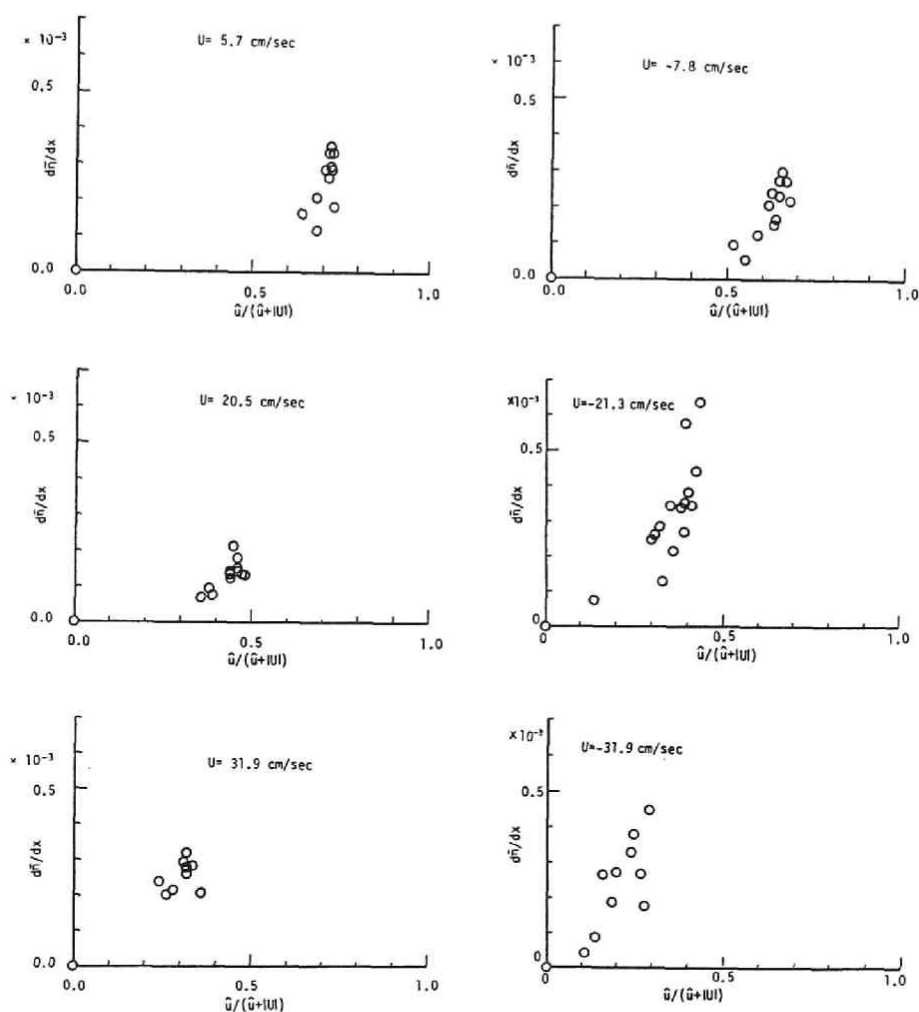 × 10⁻³
U= 5.7 cm/sec
0.5
dη̄/dx
0.0
0.0
0.5
1.0
û/(û+|U|)
× 10⁻³
U= -7.8 cm/sec
0.5
dη̄/dx
0.0
0.0
0.5
1.0
û/(û+|U|)
× 10⁻³
U= 20.5 cm/sec
0.5
dη̄/dx
0.0
0.0
0.5
1.0
û/(û+|U|)
×10⁻³
U=-21.3 cm/sec
0.5
dη̄/dx
0
0
0.5
1.0
û/(û+|U|)
× 10⁻³
U= 31.9 cm/sec
0.5
dη̄/dx
0.0
0.0
0.5
1.0
û/(û+|U|)
×10⁻³
U=-31.9 cm/sec
0.5
dη̄/dx
0
0
0.5
1.0
û/(û+|U|)